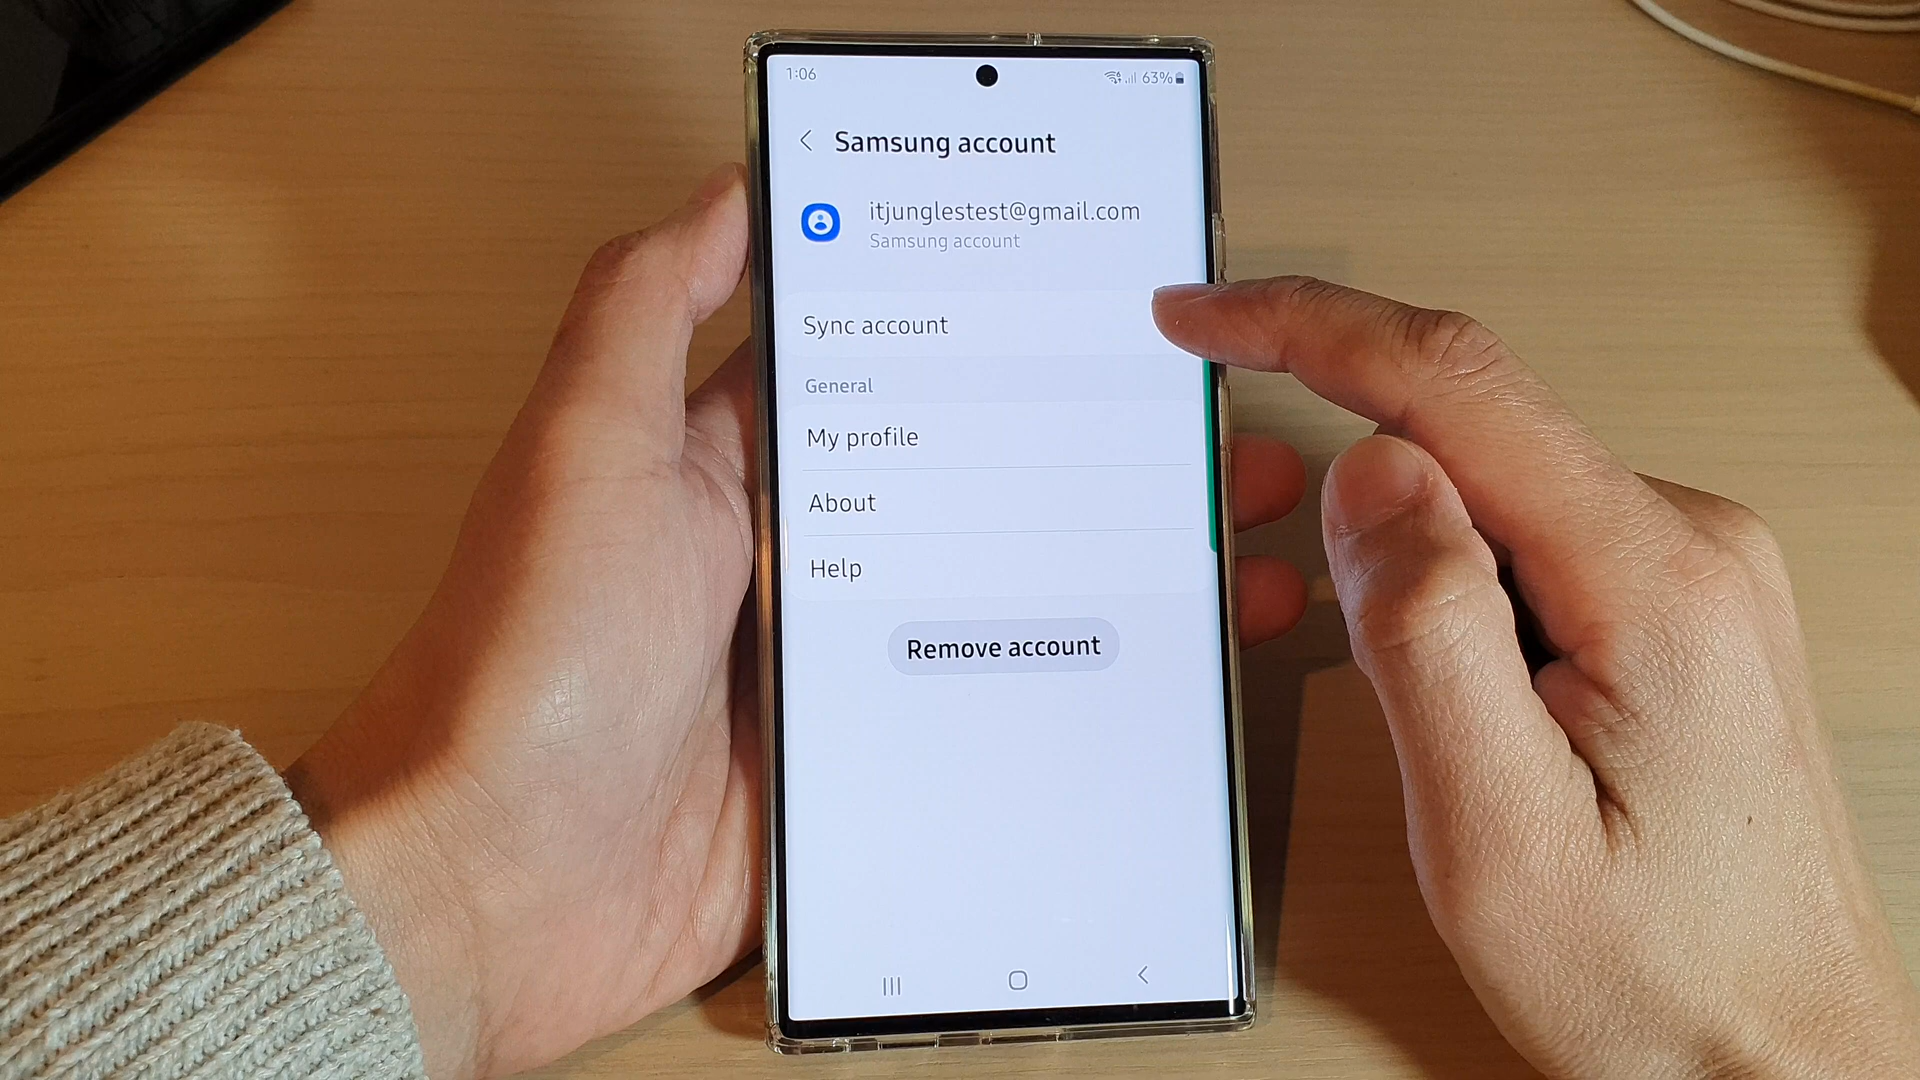 1:06
63%
Samsung account
itjunglestest@gmail.com
Samsung account
Sync account
General
My profile
About
Help
Remove account